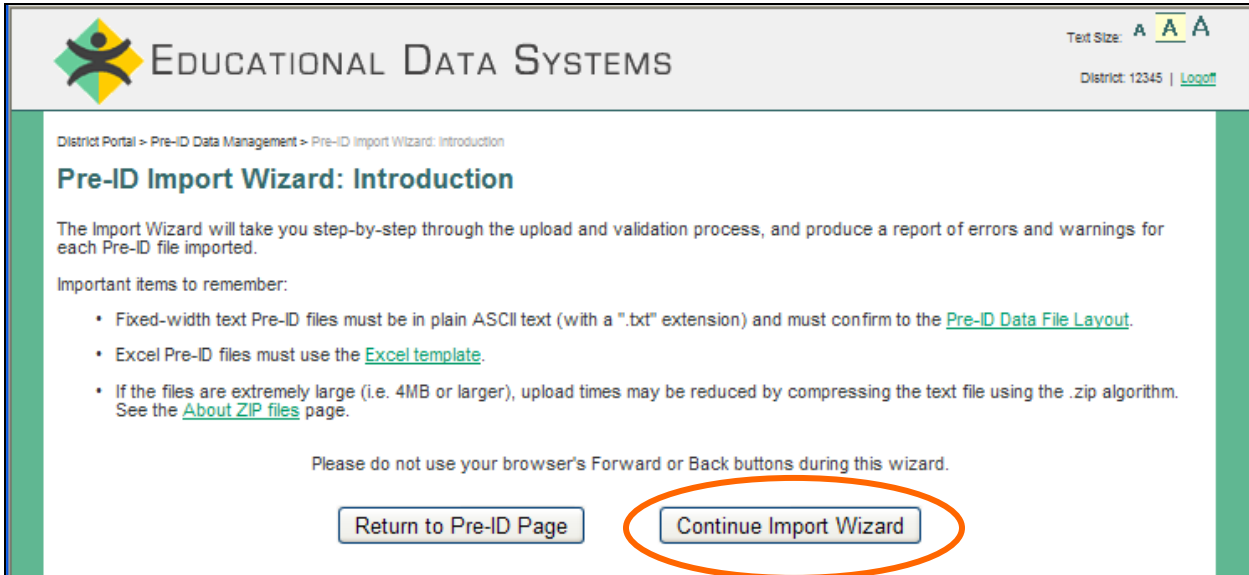 EDUCATIONAL DATA SYSTEMS
Text Size: A A A
District: 12345 | Logoff
District Portal > Pre-ID Data Management > Pre-ID Import Wizard: Introduction
Pre-ID Import Wizard: Introduction
The Import Wizard will take you step-by-step through the upload and validation process, and produce a report of errors and warnings for
each Pre-ID file imported.
Important items to remember:
• Fixed-width text Pre-ID files must be in plain ASCII text (with a ".txt" extension) and must confirm to the Pre-ID Data File Layout.
• Excel Pre-ID files must use the Excel template.
• If the files are extremely large (i.e. 4MB or larger), upload times may be reduced by compressing the text file using the .zip algorithm.
See the About ZIP files page.
Please do not use your browser's Forward or Back buttons during this wizard.
Return to Pre-ID Page Continue Import Wizard